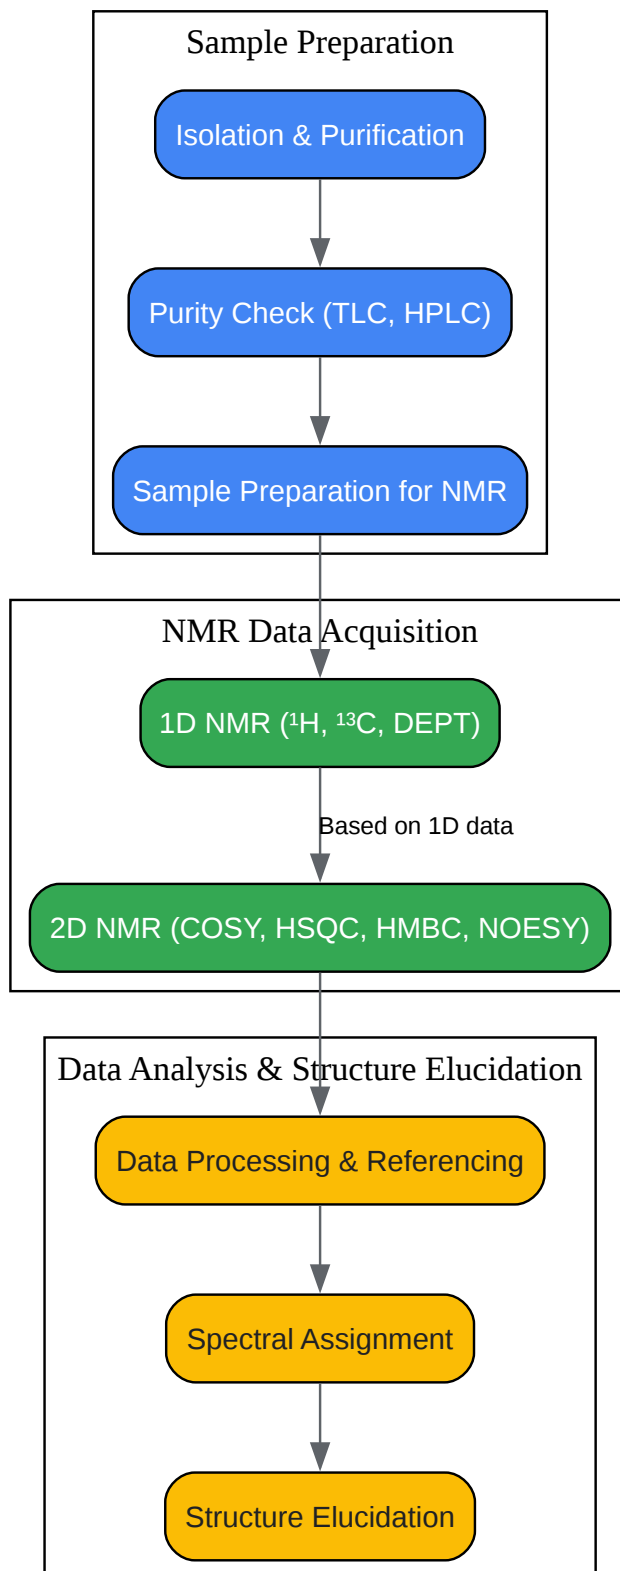 Sample Preparation
Isolation & Purification
Purity Check (TLC, HPLC)
Sample Preparation for NMR
NMR Data Acquisition
1D NMR (¹H, ¹³C, DEPT)
Based on 1D data
2D NMR (COSY, HSQC, HMBC, NOESY)
Data Analysis & Structure Elucidation
Data Processing & Referencing
Spectral Assignment
Structure Elucidation